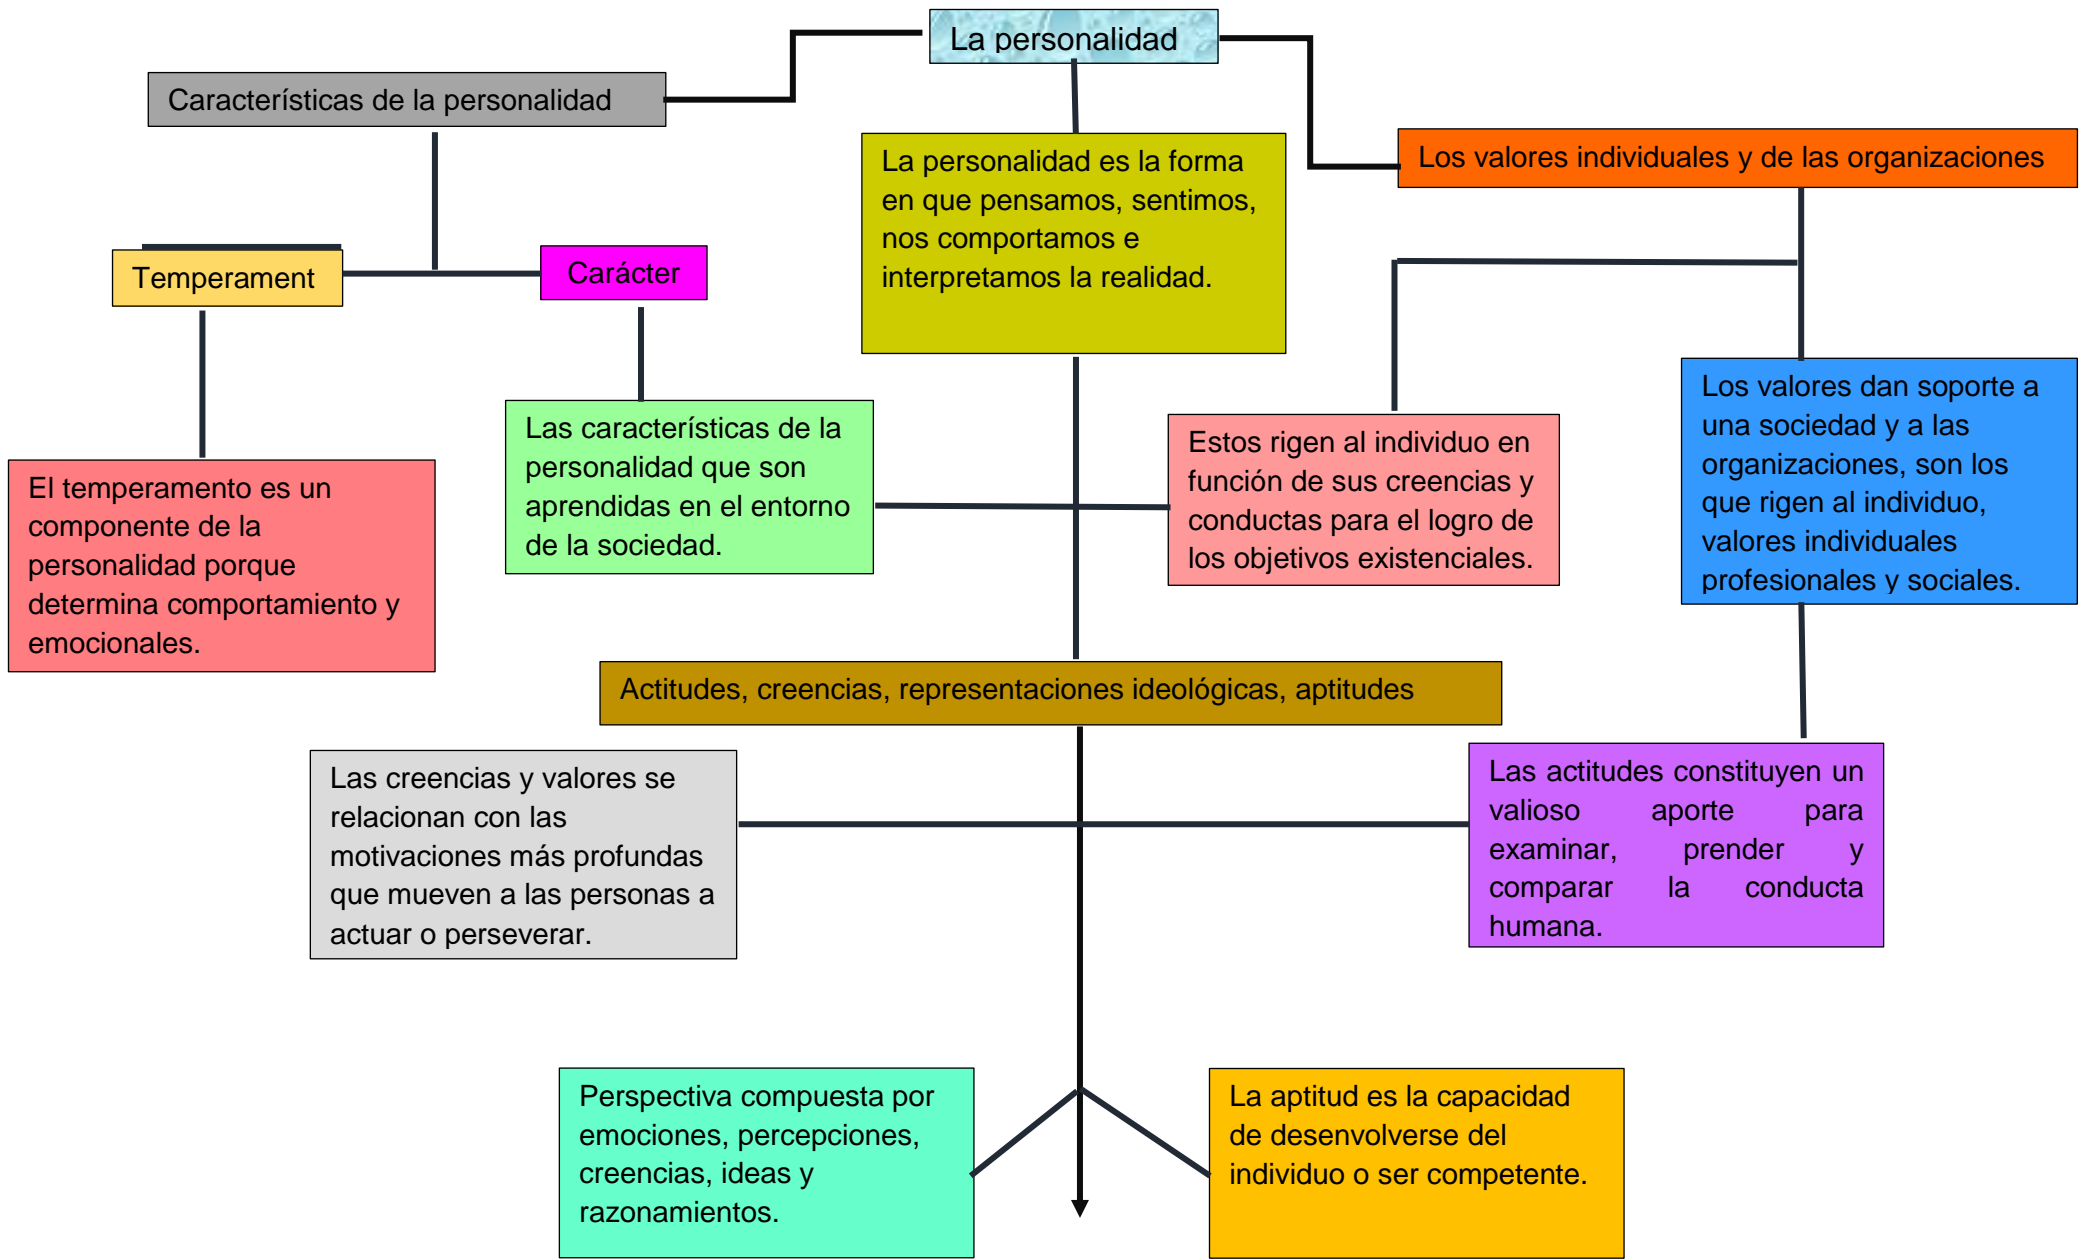 La personalidad
Características de la personalidad
La personalidad es la forma
en que pensamos, sentimos,
nos comportamos e
interpretamos la realidad.
Los valores individuales y de las organizaciones
Temperament
Carácter
Los valores dan soporte a
una sociedad y a las
organizaciones, son los
que rigen al individuo,
valores individuales
profesionales y sociales.
Las características de la
personalidad que son
aprendidas en el entorno
de la sociedad.
Estos rigen al individuo en
función de sus creencias y
conductas para el logro de
los objetivos existenciales.
El temperamento es un
componente de la
personalidad porque
determina comportamiento y
emocionales.
Actitudes, creencias, representaciones ideológicas, aptitudes
Las creencias y valores se
relacionan con las
motivaciones más profundas
que mueven a las personas a
actuar o perseverar.
Las actitudes constituyen un
valioso aporte para
examinar, prender y
comparar la conducta
humana.
Perspectiva compuesta por
emociones, percepciones,
creencias, ideas y
razonamientos.
La aptitud es la capacidad
de desenvolverse del
individuo o ser competente.